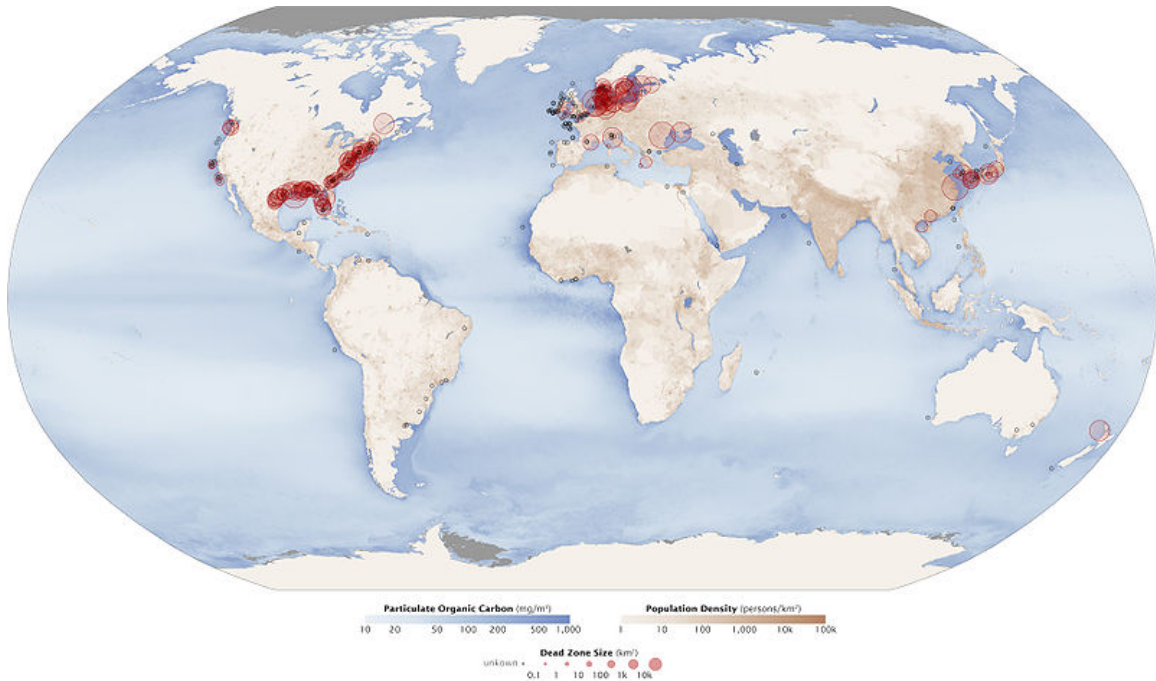 Particulate Organic Carbon (mg/m³)
10 20 50 100 200 500 1,000
Population Density (persons/km²)
1 10 100 1,000 10k 100k
Dead Zone Size (km²)
unkown
0.1 1 10 100 1k 10k